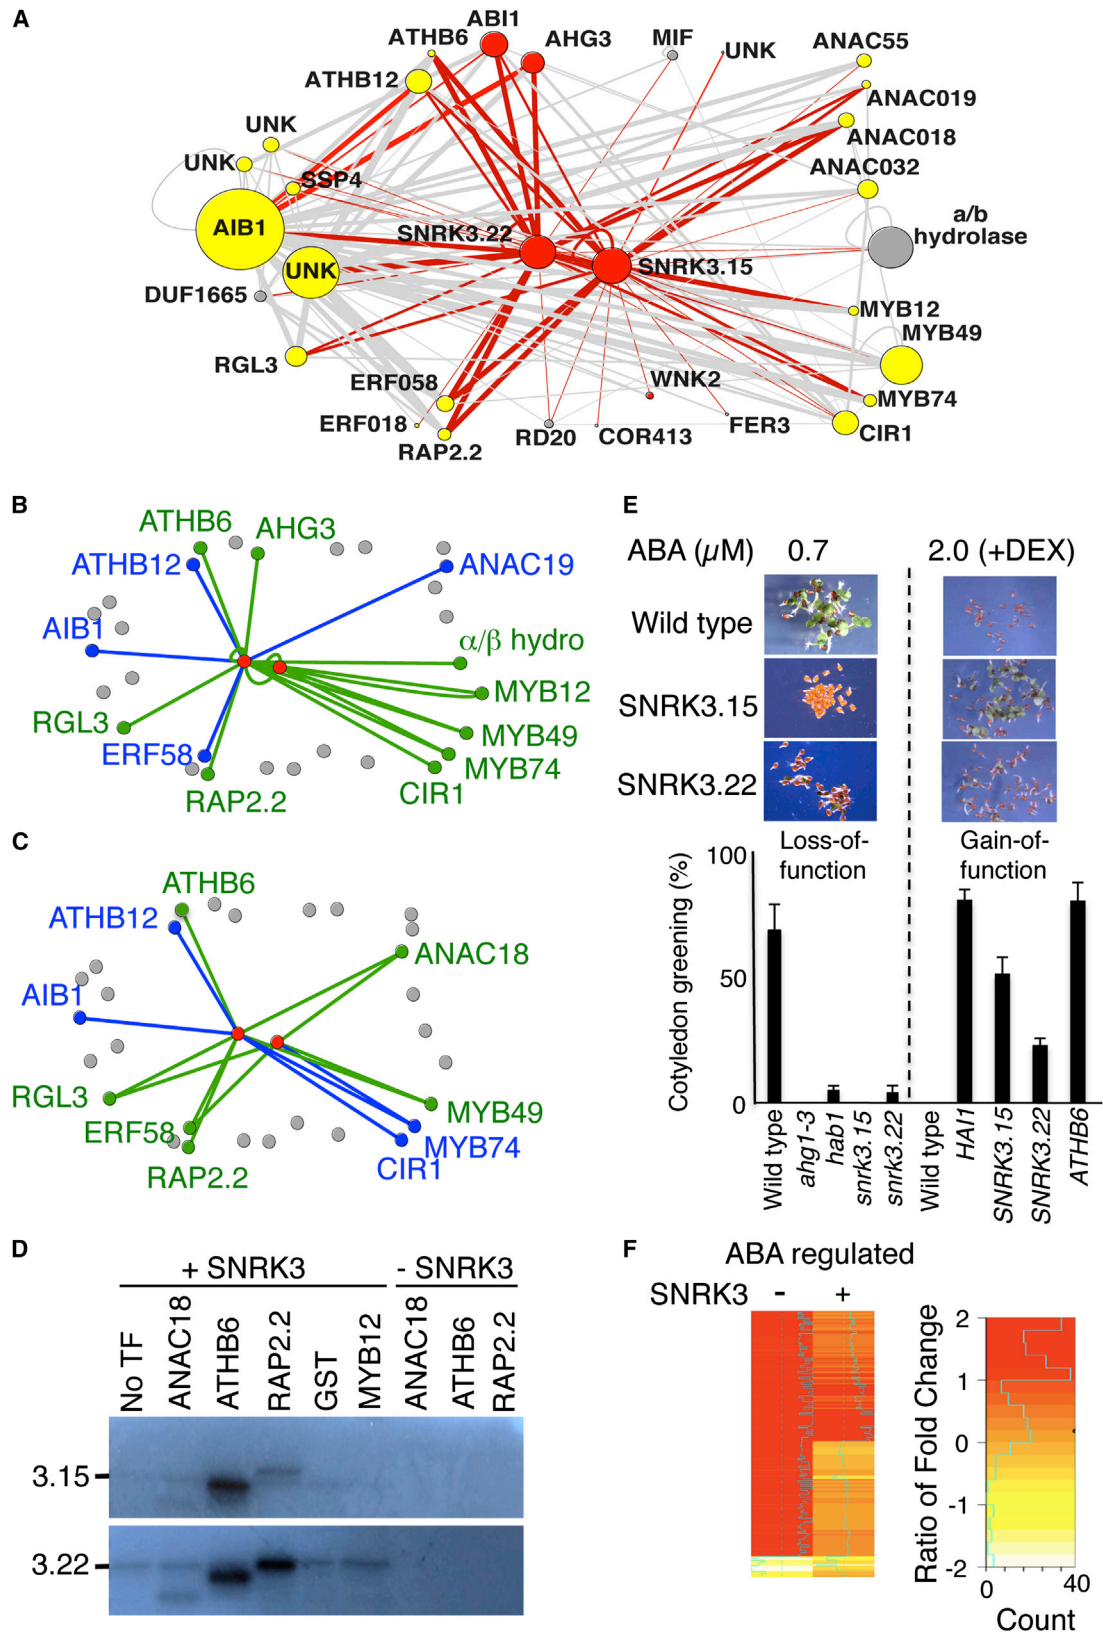 A
ABI1
ATHB6
AHG3
MIF
UNK
ANAC55
ATHB12
ANAC019
UNK
ANAC018
UNK
SSP4
ANAC032
AIB1
SNRK3.22
a/b
hydrolase
UNK
SNRK3.15
DUF1665
MYB12
MYB49
RGL3
ERF058
WNK2
MYB74
ERF018
RD20
COR413
FER3
CIR1
RAP2.2
B
ATHB6
AHG3
ATHB12
ANAC19
AIB1
α/β hydro
MYB12
RGL3
MYB49
ERF58
MYB74
RAP2.2
CIR1
C
ATHB6
ATHB12
ANAC18
AIB1
RGL3
MYB49
ERF58
MYB74
RAP2.2
CIR1
D
+ SNRK3
- SNRK3
No TF
ANAC18
ATHB6
RAP2.2
GST
MYB12
ANAC18
ATHB6
RAP2.2
3.15
3.22
E
ABA (µM) 0.7 2.0 (+DEX)
Wild type
SNRK3.15
SNRK3.22
Loss-of-
function
Gain-of-
function
Cotyledon greening (%)
100
50
0
Wild type
ahg1-3
hab1
snrk3.15
snrk3.22
Wild type
HAI1
SNRK3.15
SNRK3.22
ATHB6
F
ABA regulated
SNRK3 - +
Ratio of Fold Change
2
1
0
-1
-2
0 40
Count